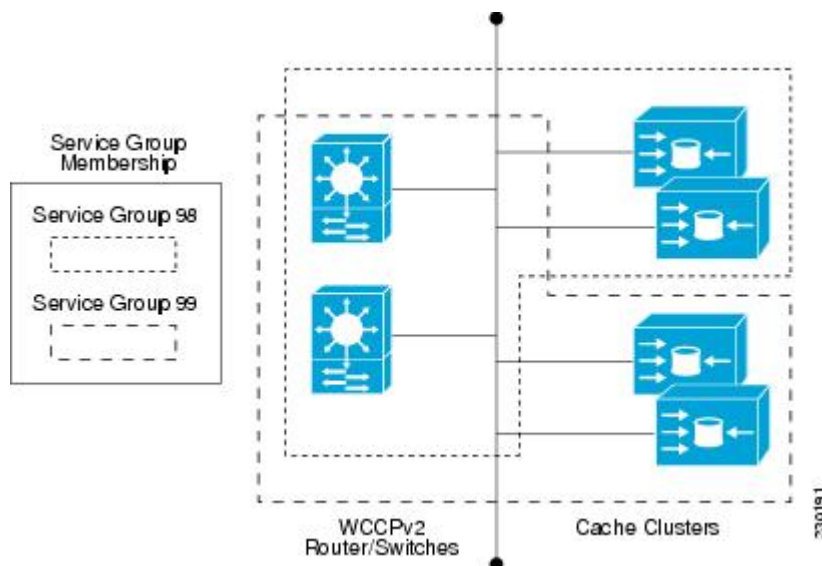 Service Group
Membership
Service Group 98
Service Group 99
WCCPv2
Router/Switches
Cache Clusters
230191